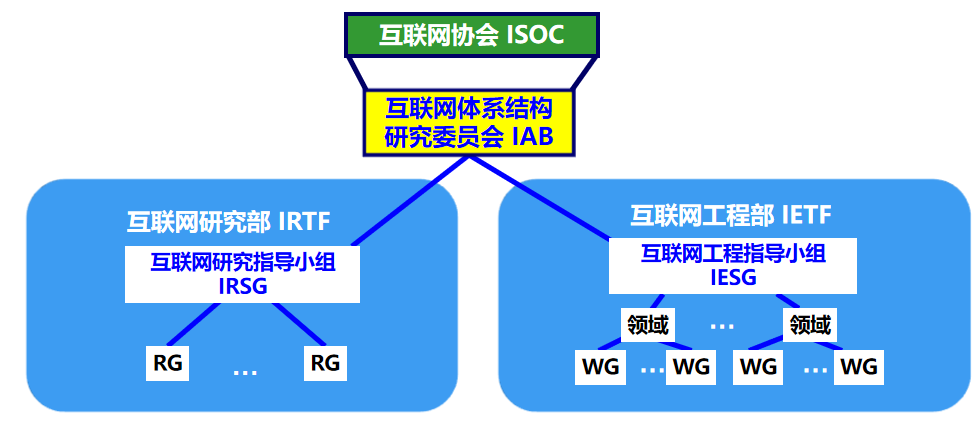 互联网协会 ISOC
互联网体系结构
研究委员会 IAB
互联网研究部 IRTF
互联网研究指导小组
IRSG
RG
...
RG
互联网工程部 IETF
互联网工程指导小组
IESG
领域
...
领域
WG
...
WG
WG
...
WG